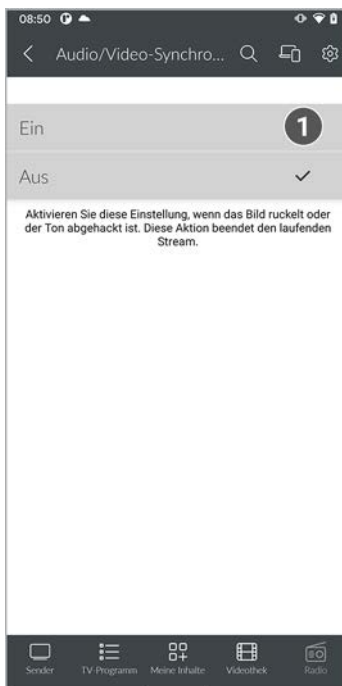 08:50
Audio/Video-Synchro...
Ein
1
Aus
Aktivieren Sie diese Einstellung, wenn das Bild ruckelt oder
der Ton abgehackt ist. Diese Aktion beendet den laufenden
Stream.
Sender TV-Programm Meine Inhalte Videothek Radio